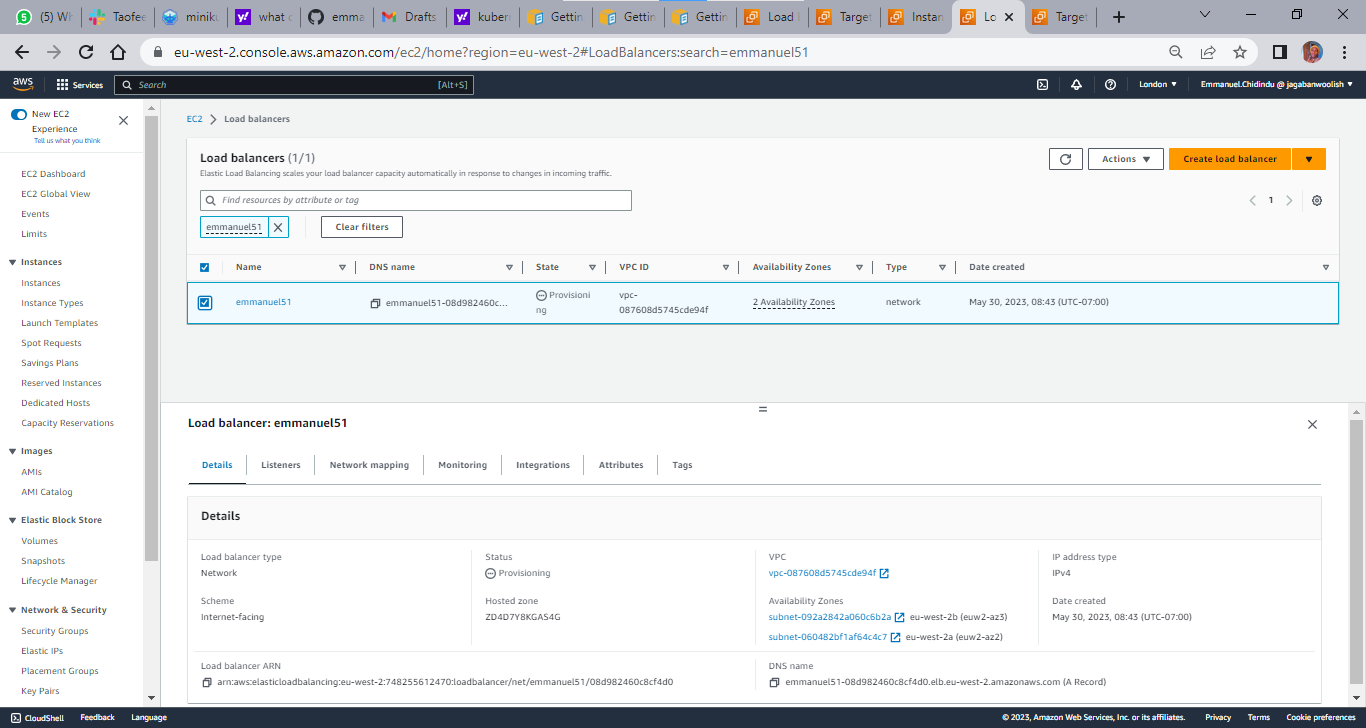 (5) Wh
Taofee
minik
what c
emma
Drafts
kuberr
Gettin
Gettin
Gettin
Load
Target
Instan
Lo
Target
eu-west-2.console.aws.amazon.com/ec2/home?region=eu-west-2#LoadBalancers:search=emmanuel51
aws
Services
Search
[Alt+S]
London
Emmanuel.Chidindu @ jagabanwoolish
New EC2
Experience
Tell us what you think
EC2 Dashboard
EC2 Global View
Events
Limits
Instances
Instances
Instance Types
Launch Templates
Spot Requests
Savings Plans
Reserved Instances
Dedicated Hosts
Capacity Reservations
Images
AMIs
AMI Catalog
Elastic Block Store
Volumes
Snapshots
Lifecycle Manager
Network & Security
Security Groups
Elastic IPs
Placement Groups
Key Pairs
EC2 > Load balancers
Load balancers (1/1)
Elastic Load Balancing scales your load balancer capacity automatically in response to changes in incoming traffic.
Actions
Create load balancer
Find resources by attribute or tag
1
emmanuel51
Clear filters
Name
DNS name
State
VPC ID
Availability Zones
Type
Date created
emmanuel51
emmanuel51-08d982460c...
Provisioni
ng
vpc-
087608d5745cde94f
2 Availability Zones
network
May 30, 2023, 08:43 (UTC-07:00)
Load balancer: emmanuel51
Details
Listeners
Network mapping
Monitoring
Integrations
Attributes
Tags
Details
Load balancer type
Network
Status
Provisioning
VPC
vpc-087608d5745cde94f
IP address type
IPv4
Scheme
Internet-facing
Hosted zone
ZD4D7Y8KGAS4G
Availability Zones
subnet-092a2842a060c6b2a eu-west-2b (euw2-az3)
subnet-060482bf1af64c4c7 eu-west-2a (euw2-az2)
Date created
May 30, 2023, 08:43 (UTC-07:00)
Load balancer ARN
arn:aws:elasticloadbalancing:eu-west-2:748255612470:loadbalancer/net/emmanuel51/08d982460c8cf4d0
DNS name
emmanuel51-08d982460c8cf4d0.elb.eu-west-2.amazonaws.com (A Record)
CloudShell
Feedback
Language
© 2023, Amazon Web Services, Inc. or its affiliates.
Privacy
Terms
Cookie preferences